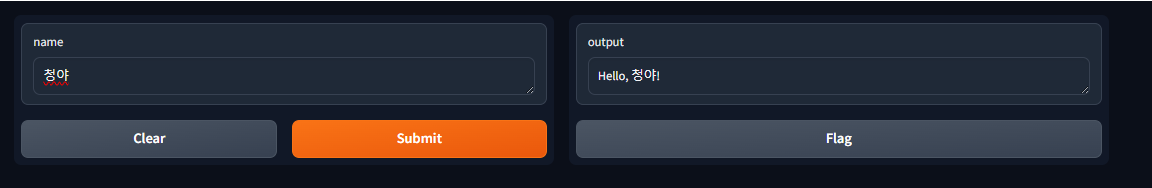 name
청야
Clear
Submit
output
Hello, 청야!
Flag